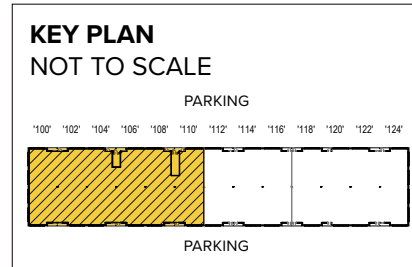 KEY PLAN
NOT TO SCALE
PARKING
'100' '102' '104' '106' '108' '110' '112' '114' '116' '118' '120' '122' '124'
PARKING